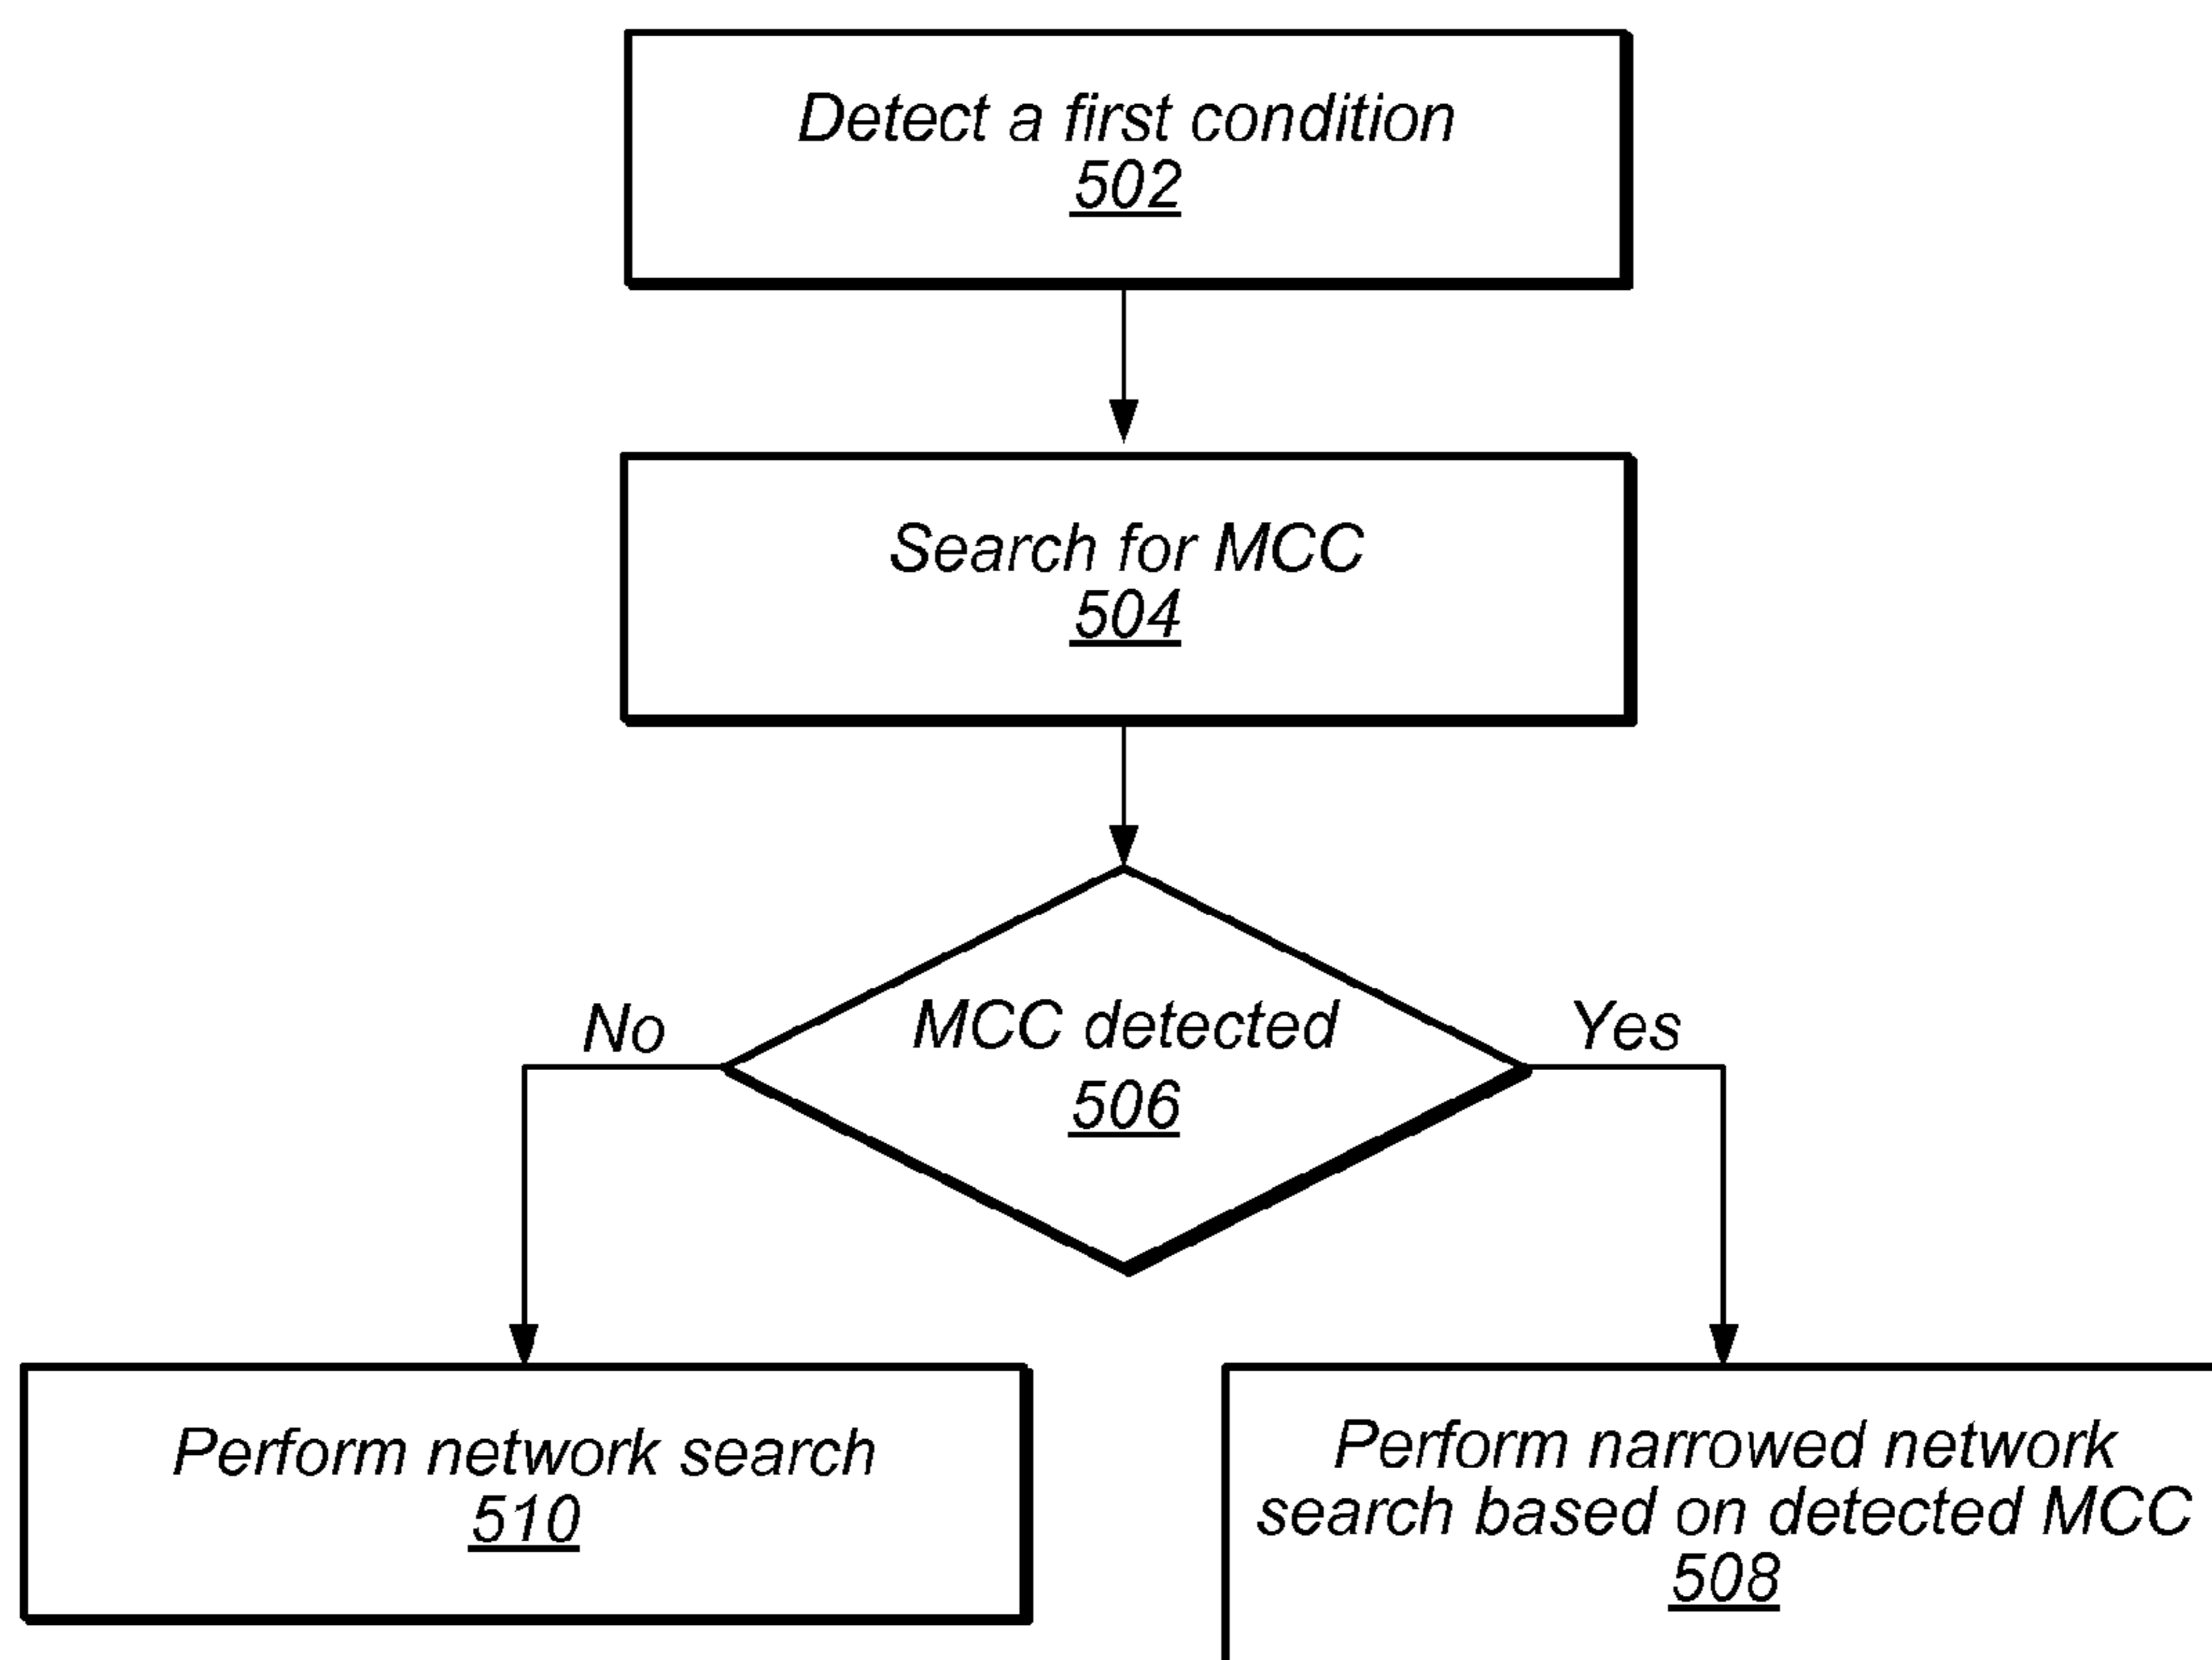 Detect a first condition
502
Search for MCC
504
MCC detected
506
No
Yes
Perform network search
510
Perform narrowed network
search based on detected MCC
508